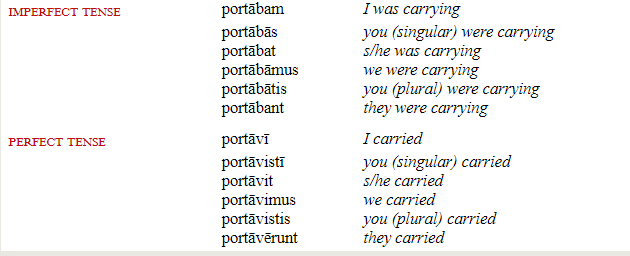 IMPERFECT TENSE portābam I was carrying
portābās you (singular) were carrying
portābat s/he was carrying
portābāmus we were carrying
portābātis you (plural) were carrying
portābant they were carrying
PERFECT TENSE portāvī I carried
portāvistī you (singular) carried
portāvit s/he carried
portāvimus we carried
portāvistis you (plural) carried
portāvērunt they carried